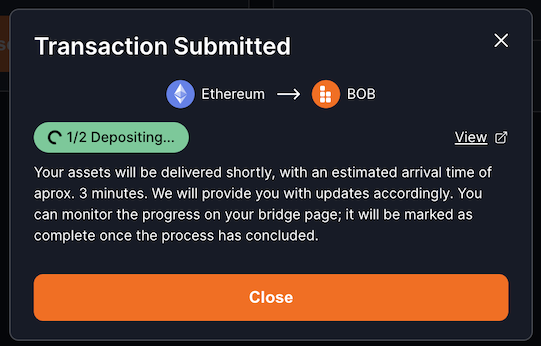 Transaction Submitted
Ethereum → BOB
1/2 Depositing...
View
Your assets will be delivered shortly, with an estimated arrival time of
aprox. 3 minutes. We will provide you with updates accordingly. You
can monitor the progress on your bridge page; it will be marked as
complete once the process has concluded.
Close